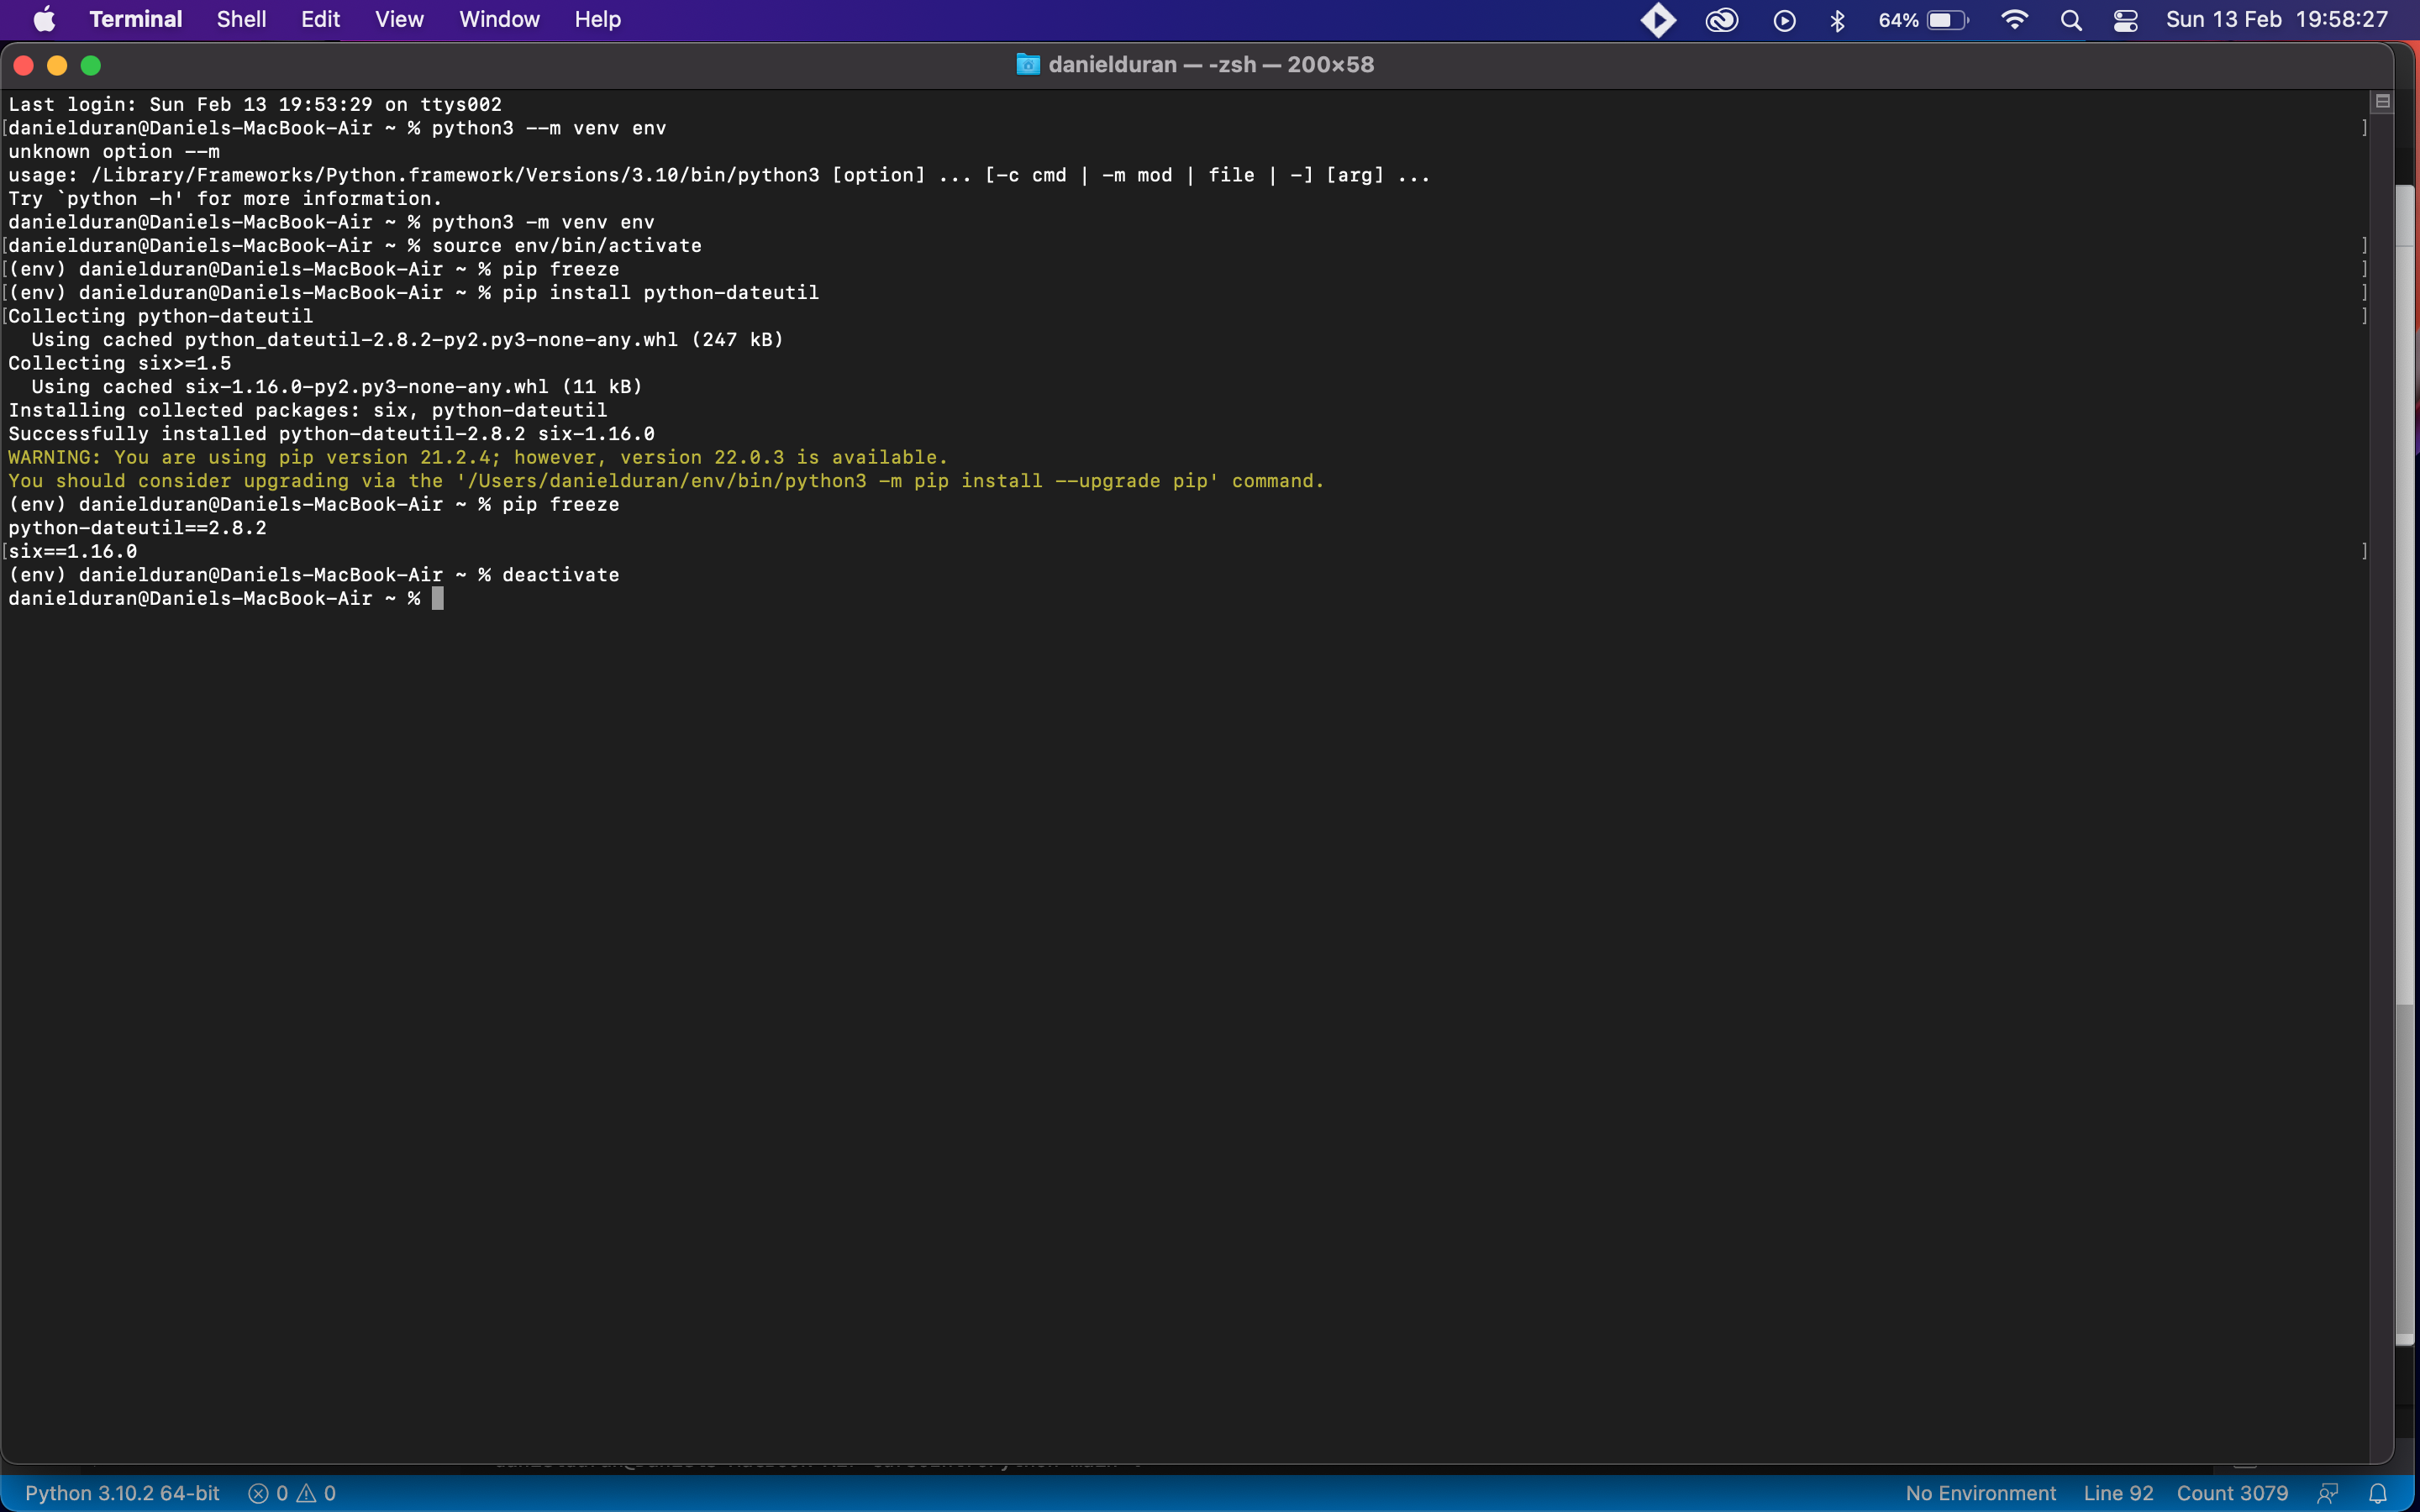 Terminal Shell Edit View Window Help 64% Sun 13 Feb 19:58:27
danielduran — -zsh — 200×58
Last login: Sun Feb 13 19:53:29 on ttys002
[danielduran@Daniels-MacBook-Air ~ % python3 --m venv env ]
unknown option --m
usage: /Library/Frameworks/Python.framework/Versions/3.10/bin/python3 [option] ... [-c cmd | -m mod | file | -] [arg] ...
Try `python -h' for more information.
danielduran@Daniels-MacBook-Air ~ % python3 -m venv env
[danielduran@Daniels-MacBook-Air ~ % source env/bin/activate ]
[(env) danielduran@Daniels-MacBook-Air ~ % pip freeze ]
[(env) danielduran@Daniels-MacBook-Air ~ % pip install python-dateutil ]
[Collecting python-dateutil ]
  Using cached python_dateutil-2.8.2-py2.py3-none-any.whl (247 kB)
Collecting six>=1.5
  Using cached six-1.16.0-py2.py3-none-any.whl (11 kB)
Installing collected packages: six, python-dateutil
Successfully installed python-dateutil-2.8.2 six-1.16.0
WARNING: You are using pip version 21.2.4; however, version 22.0.3 is available.
You should consider upgrading via the '/Users/danielduran/env/bin/python3 -m pip install --upgrade pip' command.
(env) danielduran@Daniels-MacBook-Air ~ % pip freeze
python-dateutil==2.8.2
[six==1.16.0 ]
(env) danielduran@Daniels-MacBook-Air ~ % deactivate
danielduran@Daniels-MacBook-Air ~ %
Python 3.10.2 64-bit 0 0 No Environment Line 92 Count 3079